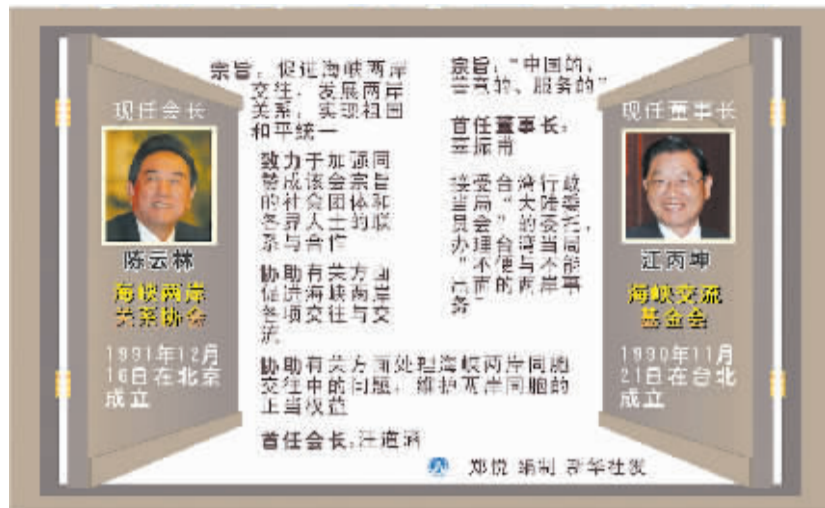 现任会长
陈云林
海峡两岸
关系协会
1991年12月
16日在北京
成立
宗旨：促进海峡两岸
交往，发展两岸
关系，实现祖国
和平统一
致力于加强同
赞成该会宗旨
的社会团体和
各界人士的联
系与合作
协助有关方面
促进海峡两岸
各项交往与交
流
协助有关方面处理海峡两岸同胞
交往中的问题，维护两岸同胞的
正当权益
首任会长：汪道涵
宗旨：“中国的、
善意的、服务的”
首任董事长：
辜振甫
接受台湾行政
当局“大陆委
员会”的委托，
办理台湾当局
“不便与不能
出面的两岸事
务”
现任董事长
江丙坤
海峡交流
基金会
1990年11月
21日在台北
成立
郑悦 编制 新华社发